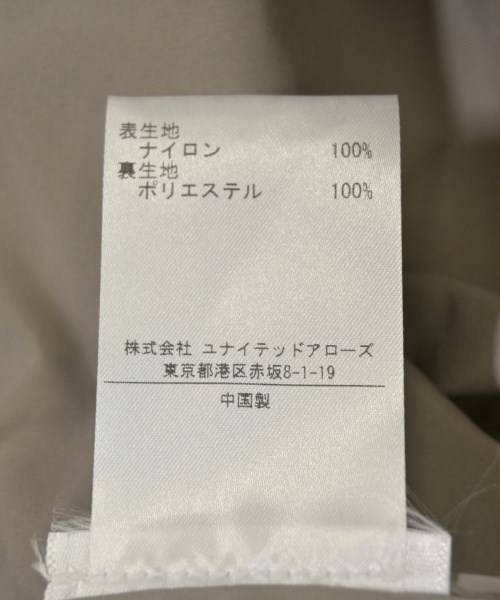 表生地
ナイロン 100%
裏生地
ポリエステル 100%
株式会社 ユナイテッドアローズ
東京都港区赤坂8-1-19
中国製